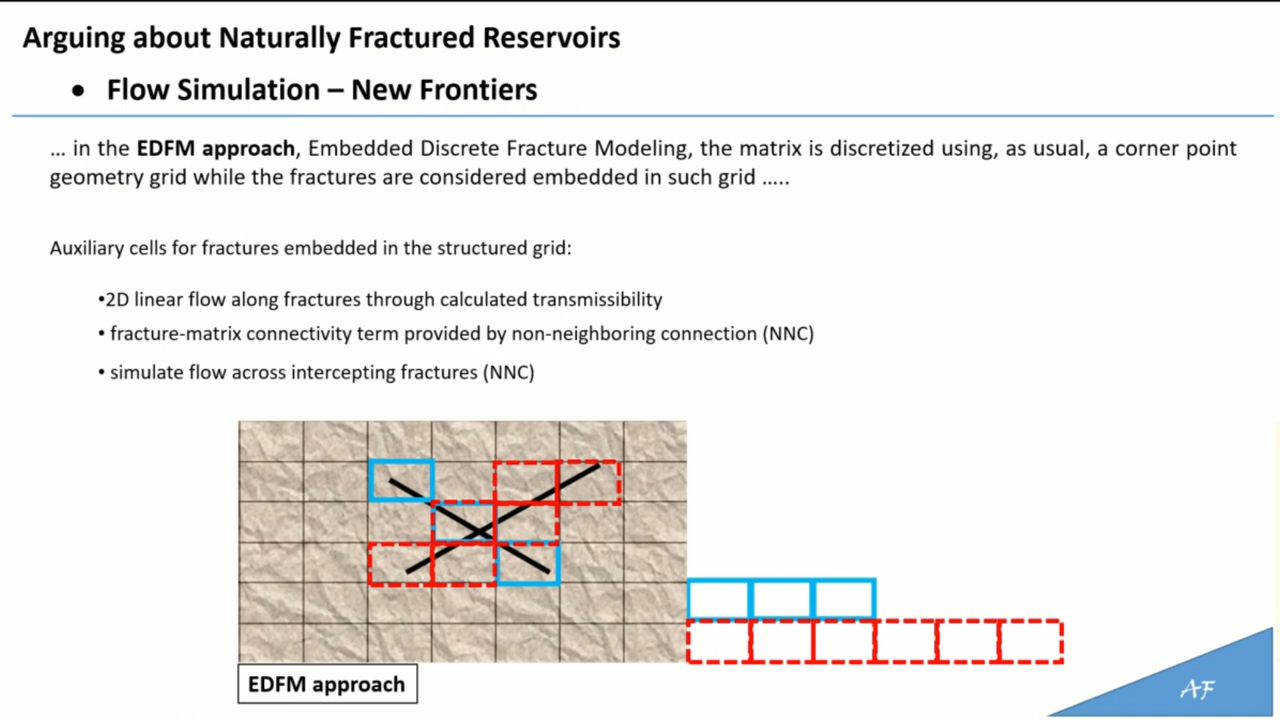 Arguing about Naturally Fractured Reservoirs
• Flow Simulation – New Frontiers
... in the EDFM approach, Embedded Discrete Fracture Modeling, the matrix is discretized using, as usual, a corner point
geometry grid while the fractures are considered embedded in such grid .....
Auxiliary cells for fractures embedded in the structured grid:
•2D linear flow along fractures through calculated transmissibility
• fracture-matrix connectivity term provided by non-neighboring connection (NNC)
• simulate flow across intercepting fractures (NNC)
EDFM approach
AF